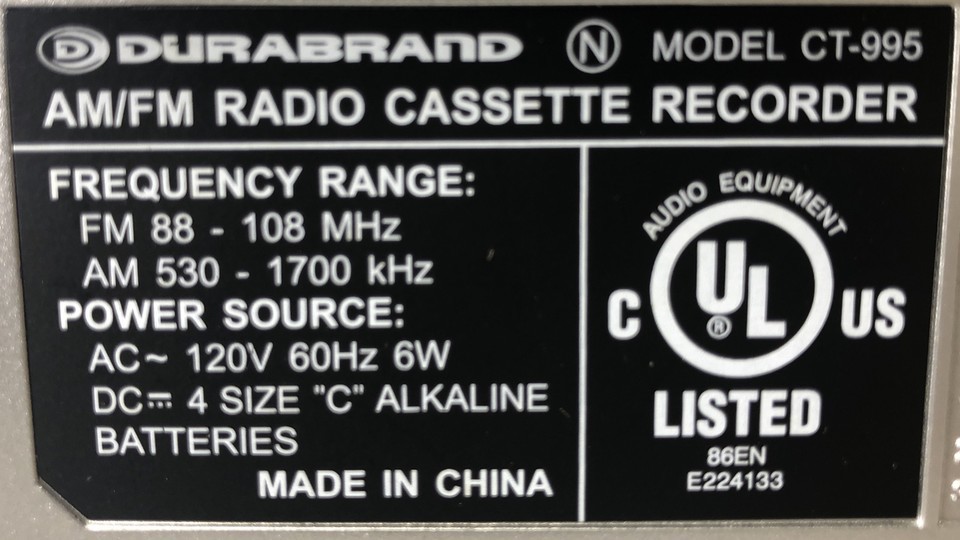 D DURABRAND N MODEL CT-995
AM/FM RADIO CASSETTE RECORDER
FREQUENCY RANGE:
FM 88 - 108 MHz
AM 530 - 1700 kHz
POWER SOURCE:
AC~ 120V 60Hz 6W
DC⎓ 4 SIZE "C" ALKALINE
BATTERIES
MADE IN CHINA
AUDIO EQUIPMENT
C UL® US
LISTED
86EN
E224133